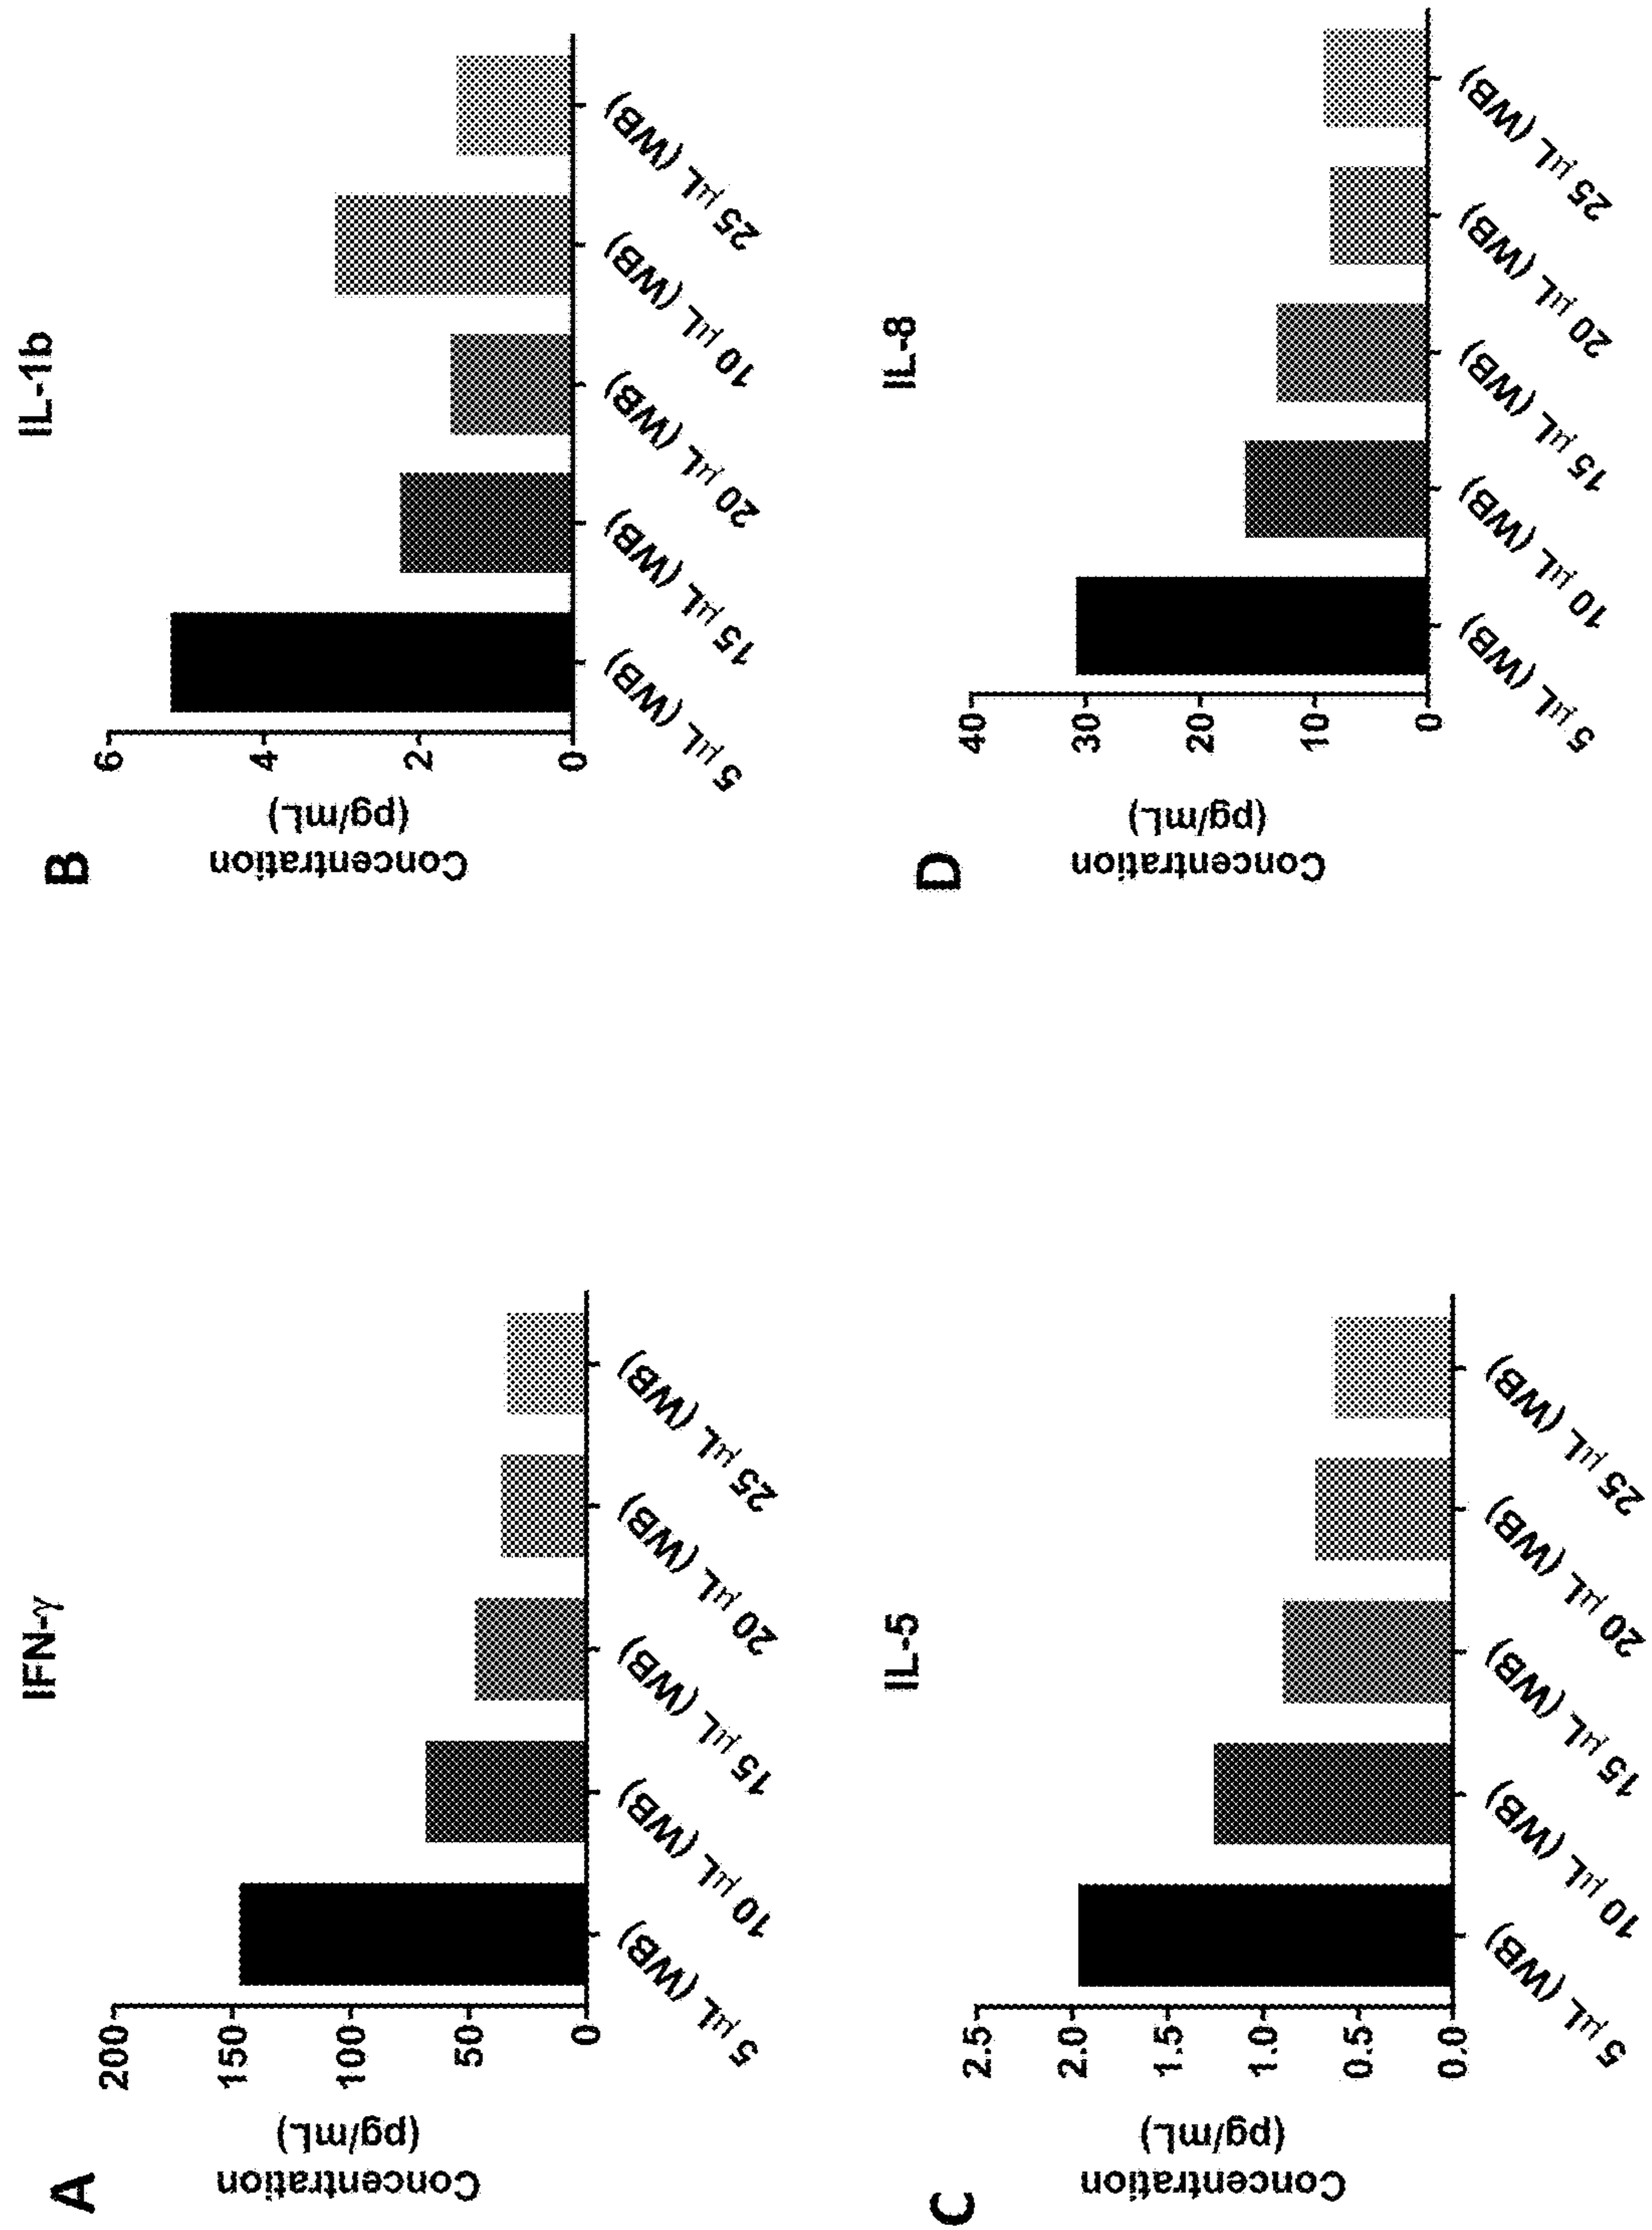 A
IFN-γ
Concentration
(pg/mL)
200
150
100
50
0
5 µL (WB)
10 µL (WB)
15 µL (WB)
20 µL (WB)
25 µL (WB)
B
IL-1b
Concentration
(pg/mL)
6
4
2
0
5 µL (WB)
15 µL (WB)
20 µL (WB)
10 µL (WB)
25 µL (WB)
C
IL-5
Concentration
(pg/mL)
2.5
2.0
1.5
1.0
0.5
0.0
5 µL (WB)
10 µL (WB)
15 µL (WB)
20 µL (WB)
25 µL (WB)
D
IL-8
Concentration
(pg/mL)
40
30
20
10
0
5 µL (WB)
10 µL (WB)
15 µL (WB)
20 µL (WB)
25 µL (WB)